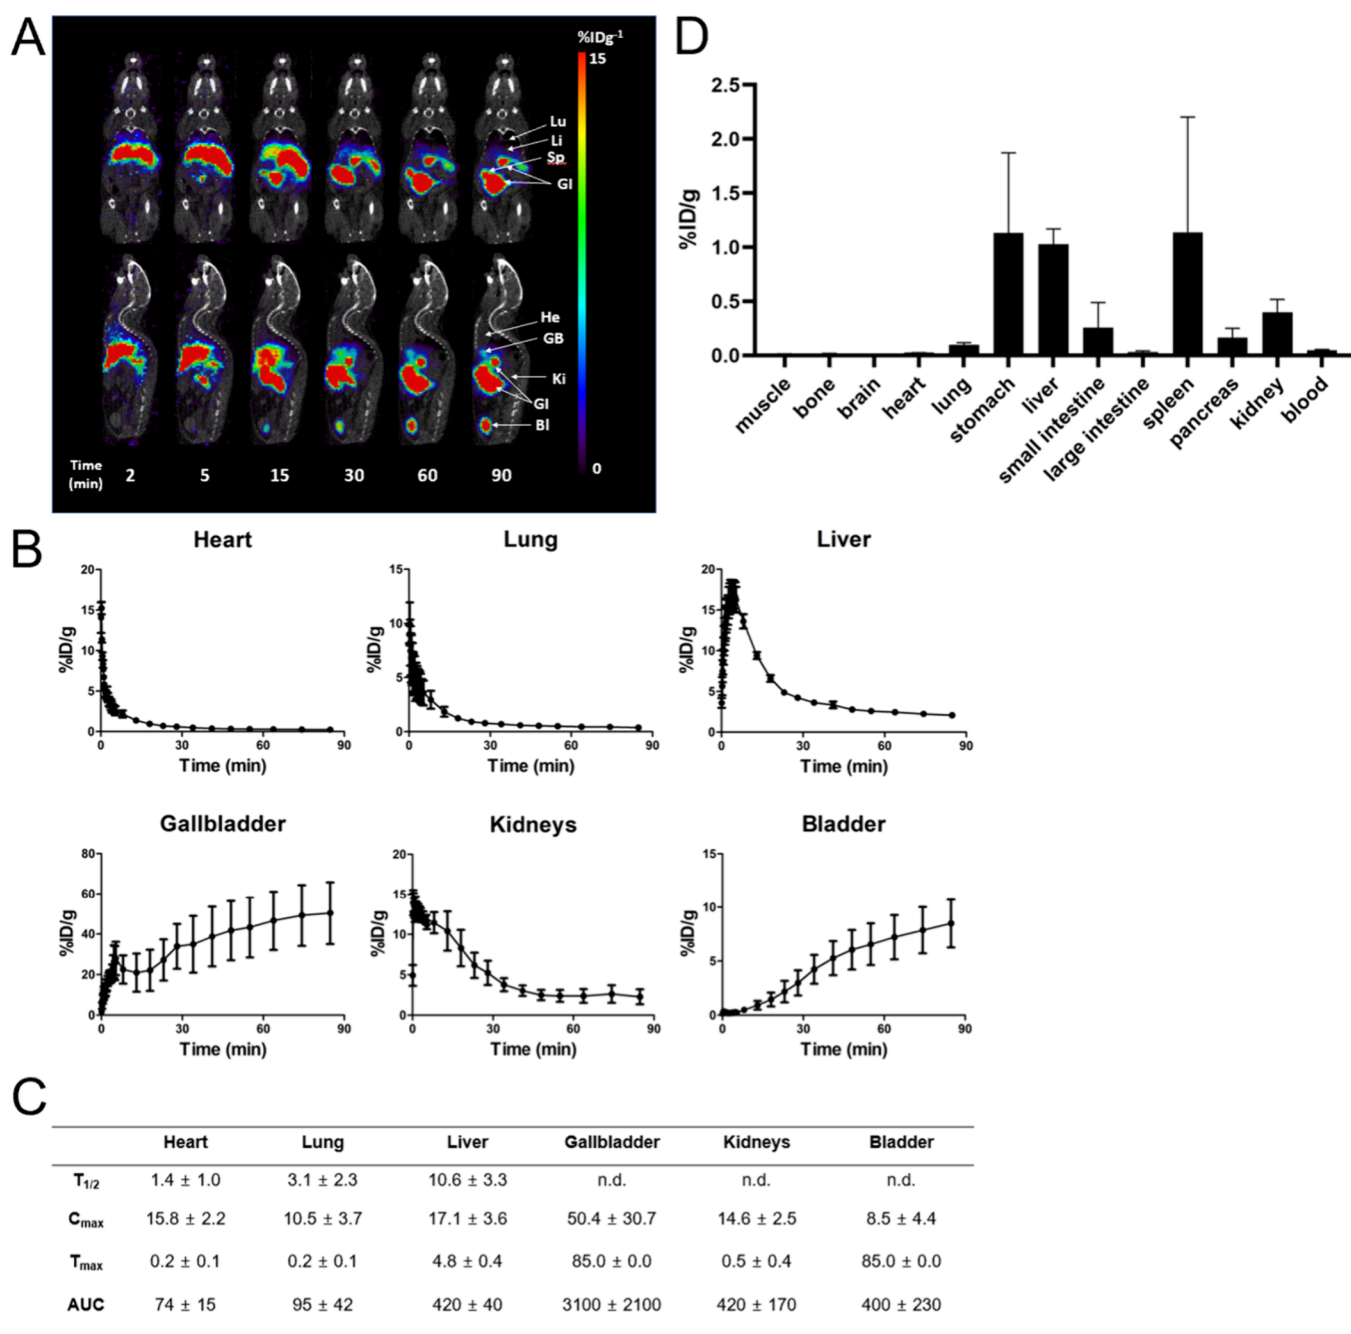 A
%IDg-1
15
Lu
Li
Sp
GI
He
GB
Ki
GI
Bl
0
Time
(min)
2 5 15 30 60 90
D
%ID/g
2.5
2.0
1.5
1.0
0.5
0.0
muscle
bone
brain
heart
lung
stomach
liver
small intestine
large intestine
spleen
pancreas
kidney
blood
B
Heart
%ID/g
20
15
10
5
0
0 30 60 90
Time (min)
Lung
%ID/g
15
10
5
0
0 30 60 90
Time (min)
Liver
%ID/g
20
15
10
5
0
0 30 60 90
Time (min)
Gallbladder
%ID/g
80
60
40
20
0
0 30 60 90
Time (min)
Kidneys
%ID/g
20
15
10
5
0
0 30 60 90
Time (min)
Bladder
%ID/g
15
10
5
0
0 30 60 90
Time (min)
C
Heart Lung Liver Gallbladder Kidneys Bladder
T1/2 1.4 ± 1.0 3.1 ± 2.3 10.6 ± 3.3 n.d. n.d. n.d.
Cmax 15.8 ± 2.2 10.5 ± 3.7 17.1 ± 3.6 50.4 ± 30.7 14.6 ± 2.5 8.5 ± 4.4
Tmax 0.2 ± 0.1 0.2 ± 0.1 4.8 ± 0.4 85.0 ± 0.0 0.5 ± 0.4 85.0 ± 0.0
AUC 74 ± 15 95 ± 42 420 ± 40 3100 ± 2100 420 ± 170 400 ± 230